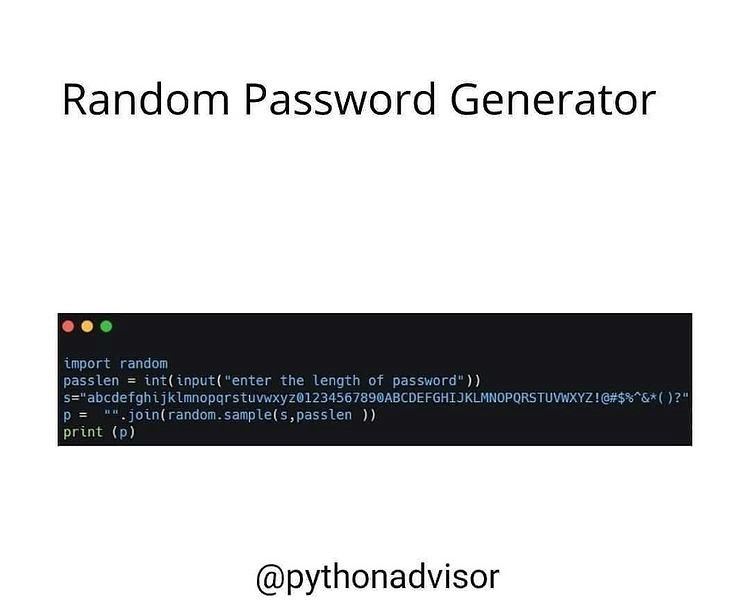 Random Password Generator
import random
passlen = int(input("enter the length of password"))
s="abcdefghijklmnopqrstuvwxyz01234567890ABCDEFGHIJKLMNOPQRSTUVWXYZ!@#$%^&*()?"
p =  "".join(random.sample(s,passlen ))
print (p)
@pythonadvisor